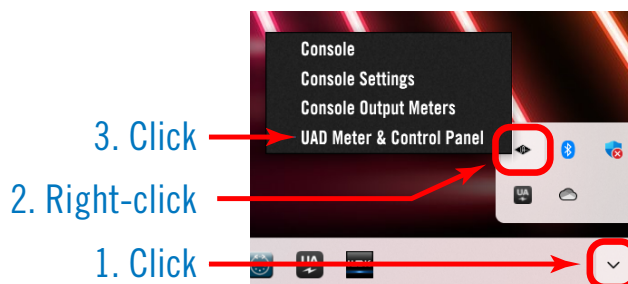 Console
Console Settings
Console Output Meters
3. Click
UAD Meter & Control Panel
2. Right-click
UA
1. Click
UA